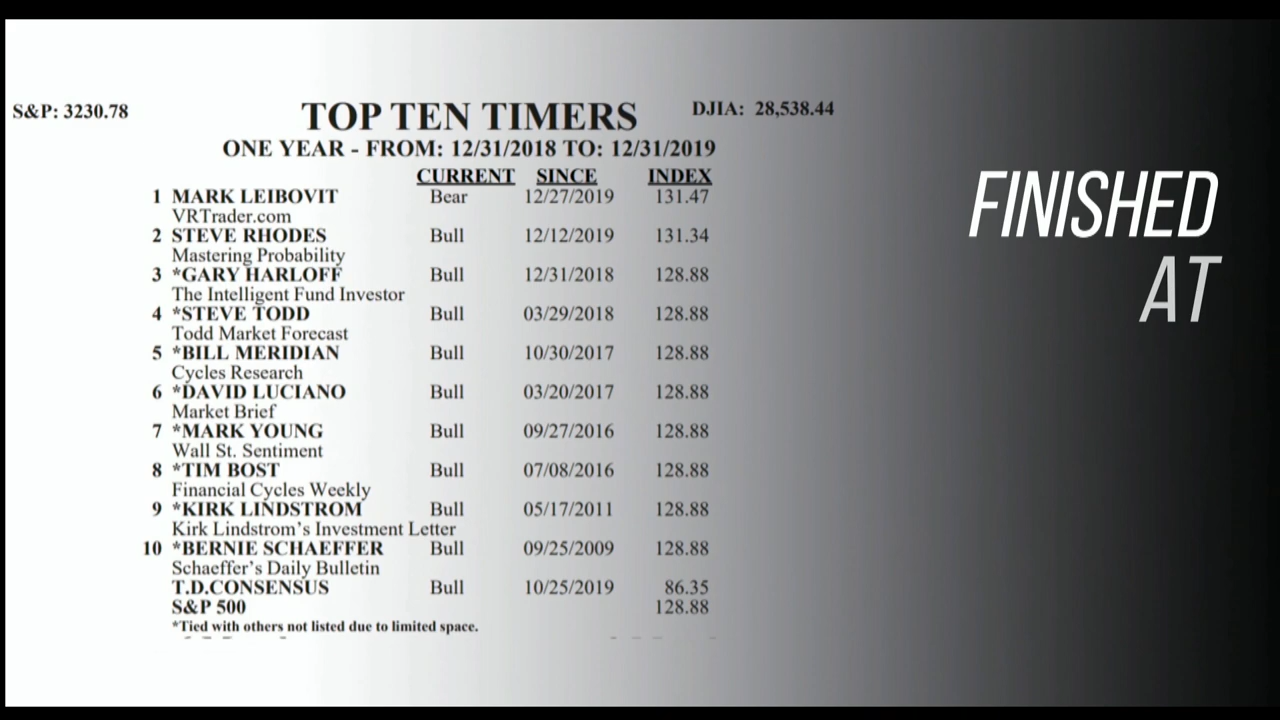 S&P: 3230.78 TOP TEN TIMERS DJIA: 28,538.44
ONE YEAR - FROM: 12/31/2018 TO: 12/31/2019
CURRENT SINCE INDEX
1 MARK LEIBOVIT Bear 12/27/2019 131.47
VRTrader.com
2 STEVE RHODES Bull 12/12/2019 131.34
Mastering Probability
3 *GARY HARLOFF Bull 12/31/2018 128.88
The Intelligent Fund Investor
4 *STEVE TODD Bull 03/29/2018 128.88
Todd Market Forecast
5 *BILL MERIDIAN Bull 10/30/2017 128.88
Cycles Research
6 *DAVID LUCIANO Bull 03/20/2017 128.88
Market Brief
7 *MARK YOUNG Bull 09/27/2016 128.88
Wall St. Sentiment
8 *TIM BOST Bull 07/08/2016 128.88
Financial Cycles Weekly
9 *KIRK LINDSTROM Bull 05/17/2011 128.88
Kirk Lindstrom's Investment Letter
10 *BERNIE SCHAEFFER Bull 09/25/2009 128.88
Schaeffer's Daily Bulletin
T.D.CONSENSUS Bull 10/25/2019 86.35
S&P 500 128.88
*Tied with others not listed due to limited space.
FINISHED
AT